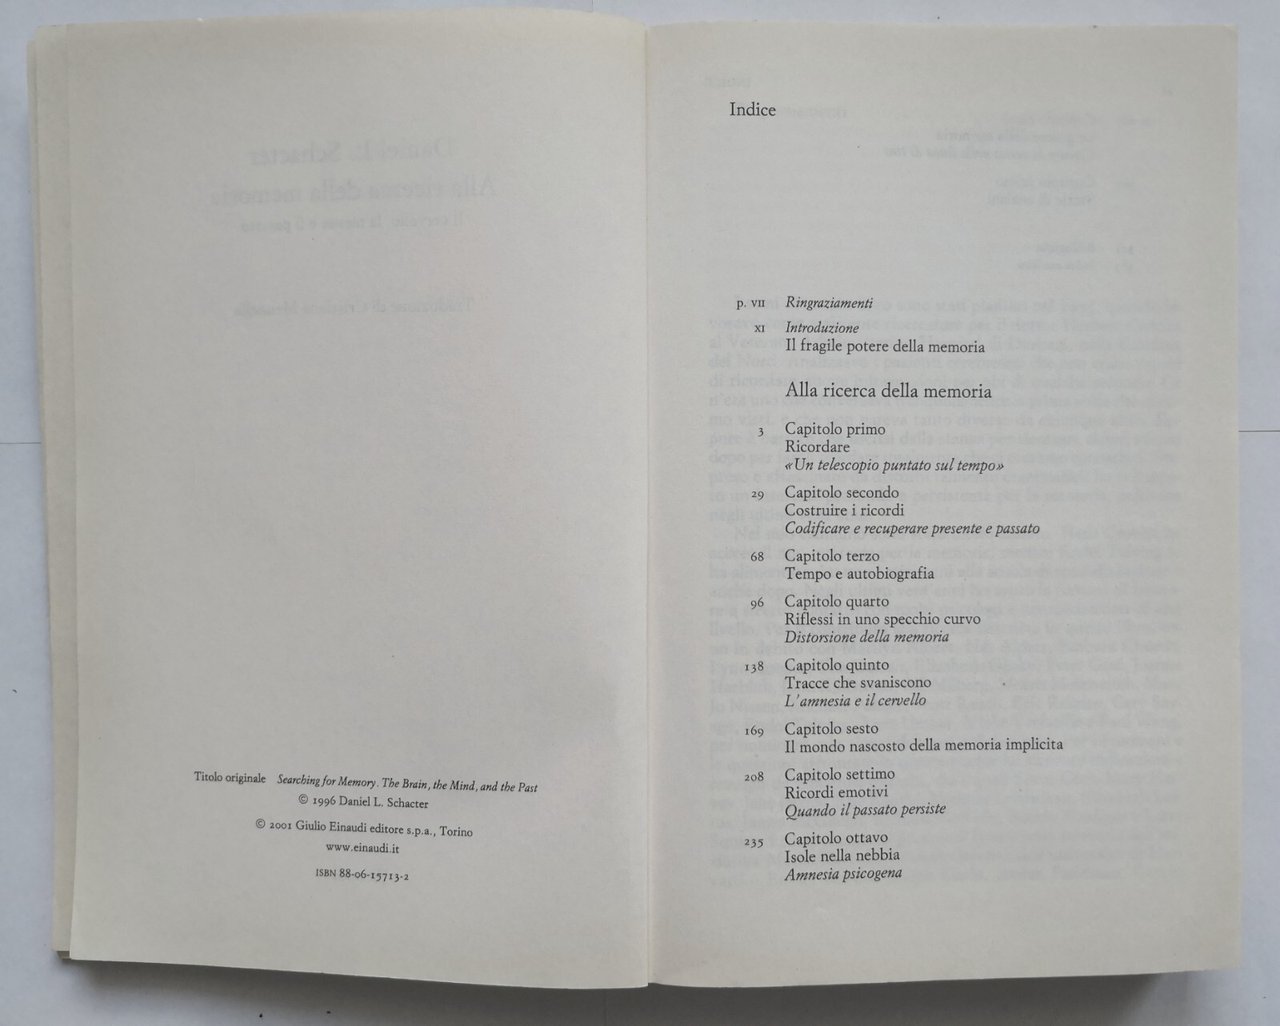 Titolo originale Searching for Memory. The Brain, the Mind, and the Past
© 1996 Daniel L. Schacter
© 2001 Giulio Einaudi editore s.p.a., Torino
www.einaudi.it
ISBN 88-06-15713-2
Indice
p. VII Ringraziamenti
XI Introduzione
Il fragile potere della memoria
Alla ricerca della memoria
3 Capitolo primo
Ricordare
«Un telescopio puntato sul tempo»
29 Capitolo secondo
Costruire i ricordi
Codificare e recuperare presente e passato
68 Capitolo terzo
Tempo e autobiografia
96 Capitolo quarto
Riflessi in uno specchio curvo
Distorsione della memoria
138 Capitolo quinto
Tracce che svaniscono
L'amnesia e il cervello
169 Capitolo sesto
Il mondo nascosto della memoria implicita
208 Capitolo settimo
Ricordi emotivi
Quando il passato persiste
235 Capitolo ottavo
Isole nella nebbia
Amnesia psicogena